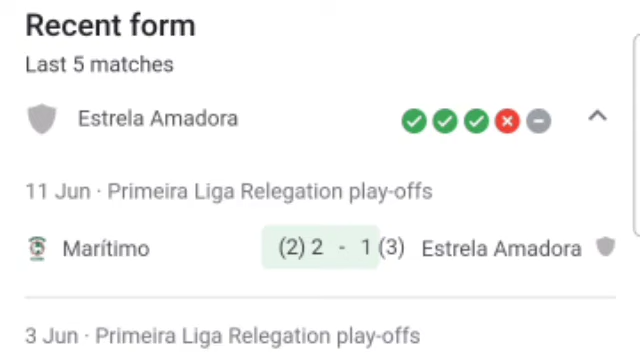 Recent form
Last 5 matches
Estrela Amadora
11 Jun · Primeira Liga Relegation play-offs
Marítimo (2) 2 - 1 (3) Estrela Amadora
3 Jun · Primeira Liga Relegation play-offs